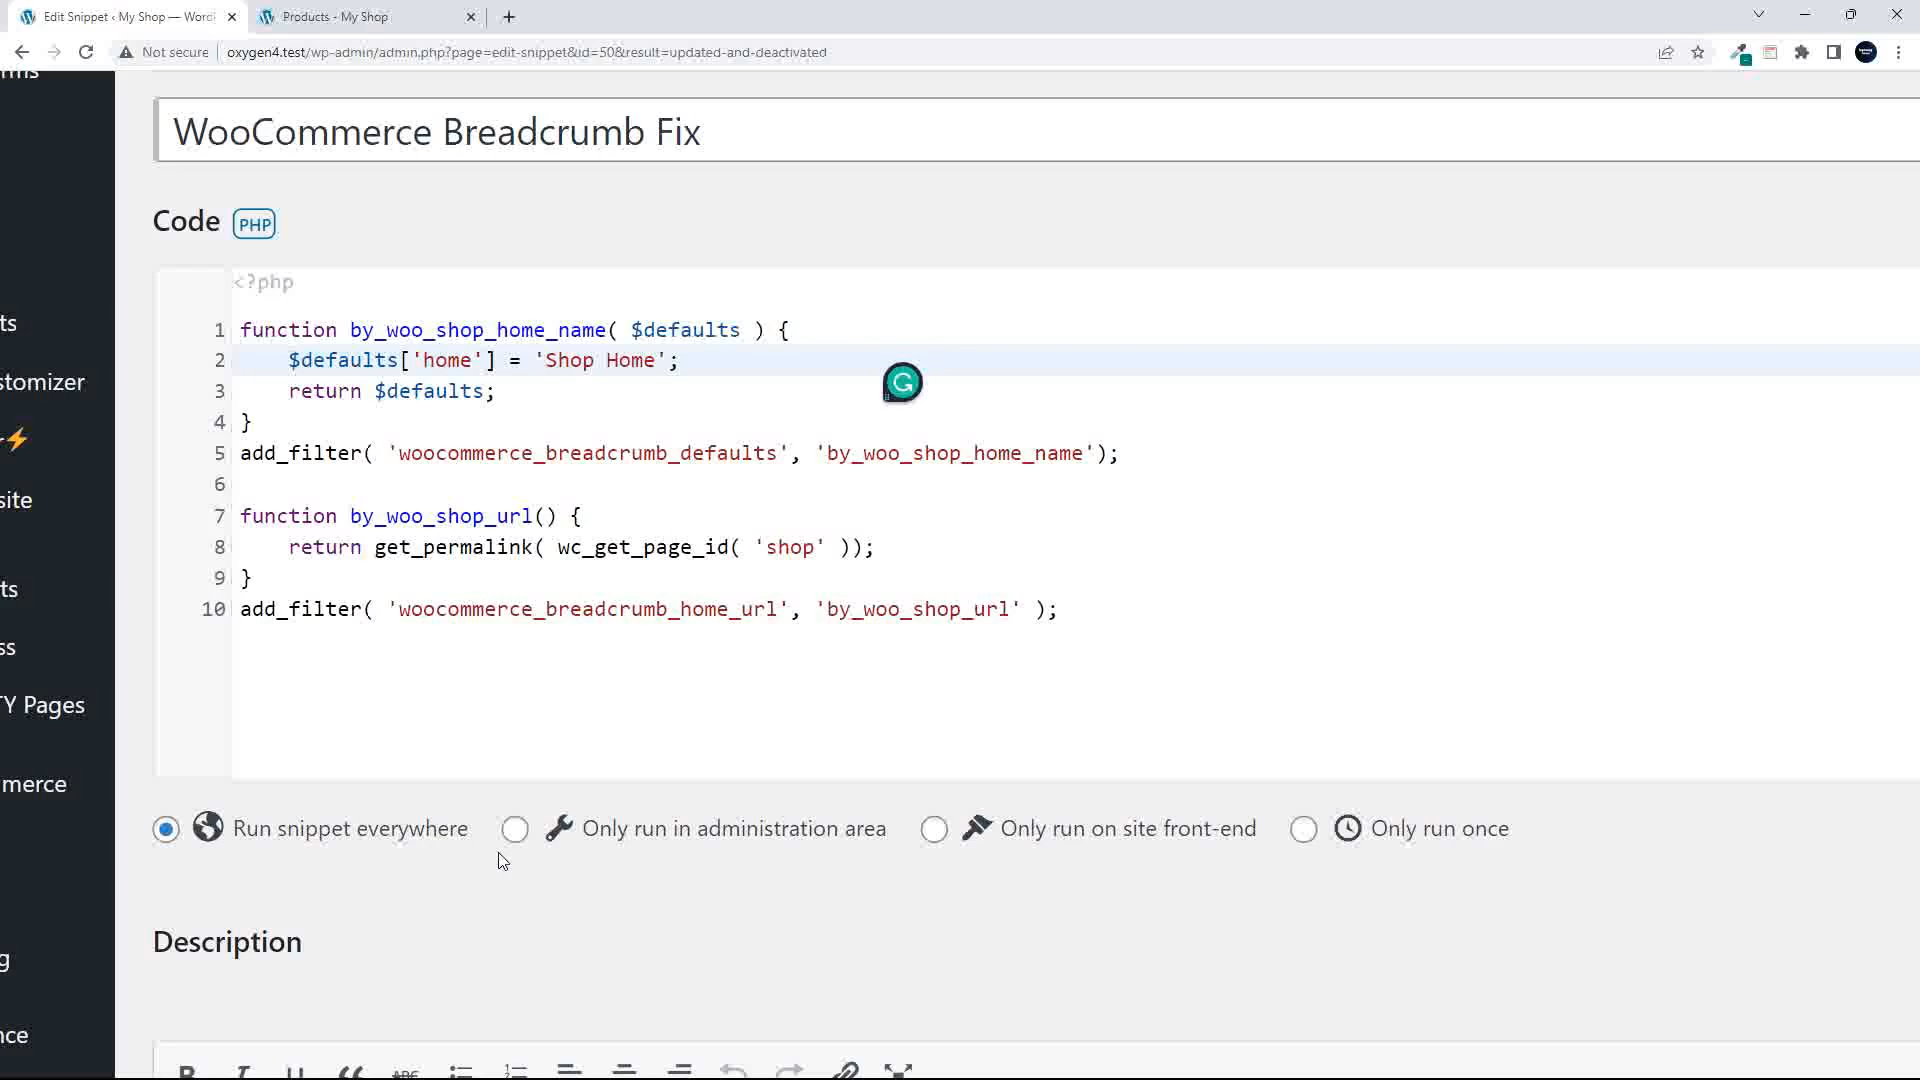 Edit Snippet ‹ My Shop — Word
Products - My Shop
Not secure
oxygen4.test/wp-admin/admin.php?page=edit-snippet&id=50&result=updated-and-deactivated
WooCommerce Breadcrumb Fix
Code PHP
<?php
1 function by_woo_shop_home_name( $defaults ) {
2 $defaults['home'] = 'Shop Home';
3 return $defaults;
4 }
5 add_filter( 'woocommerce_breadcrumb_defaults', 'by_woo_shop_home_name');
6
7 function by_woo_shop_url() {
8 return get_permalink( wc_get_page_id( 'shop' ));
9 }
10 add_filter( 'woocommerce_breadcrumb_home_url', 'by_woo_shop_url' );
ts
stomizer
site
ts
ss
TY Pages
merce
g
nce
Run snippet everywhere
Only run in administration area
Only run on site front-end
Only run once
Description
B I U ABC